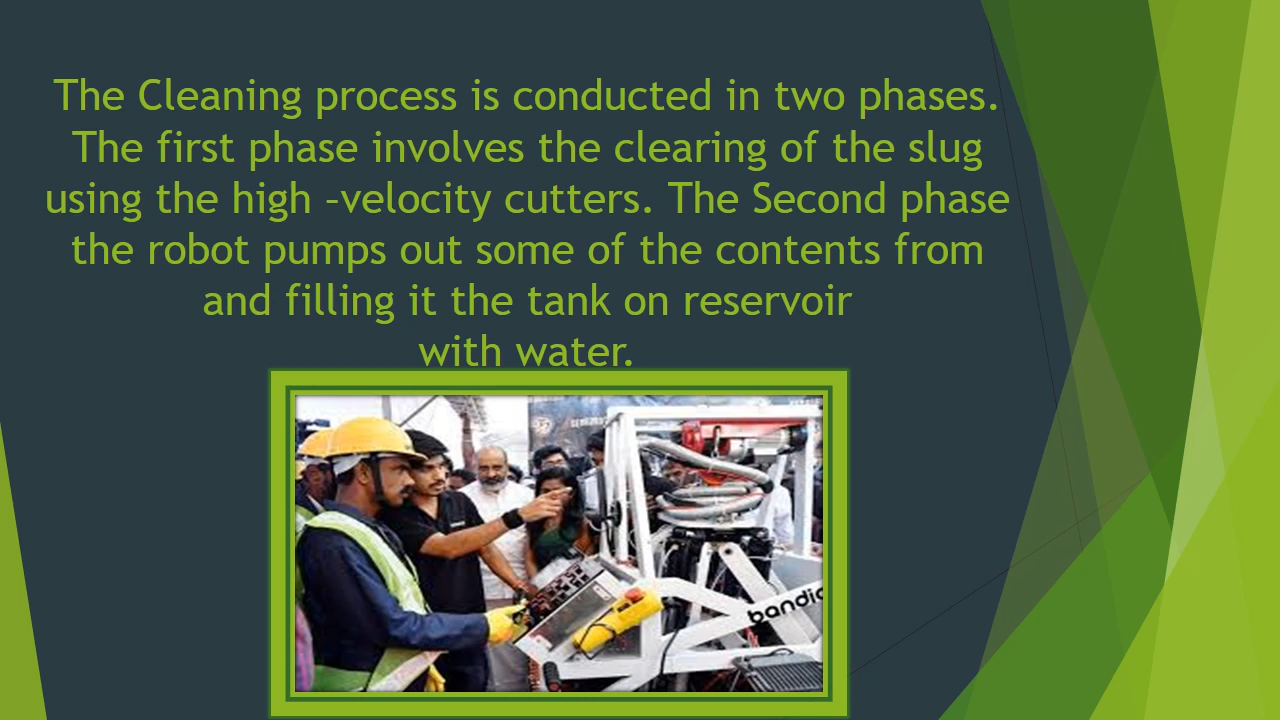 The Cleaning process is conducted in two phases.
The first phase involves the clearing of the slug
using the high –velocity cutters. The Second phase
the robot pumps out some of the contents from
and filling it the tank on reservoir
with water.
bandic